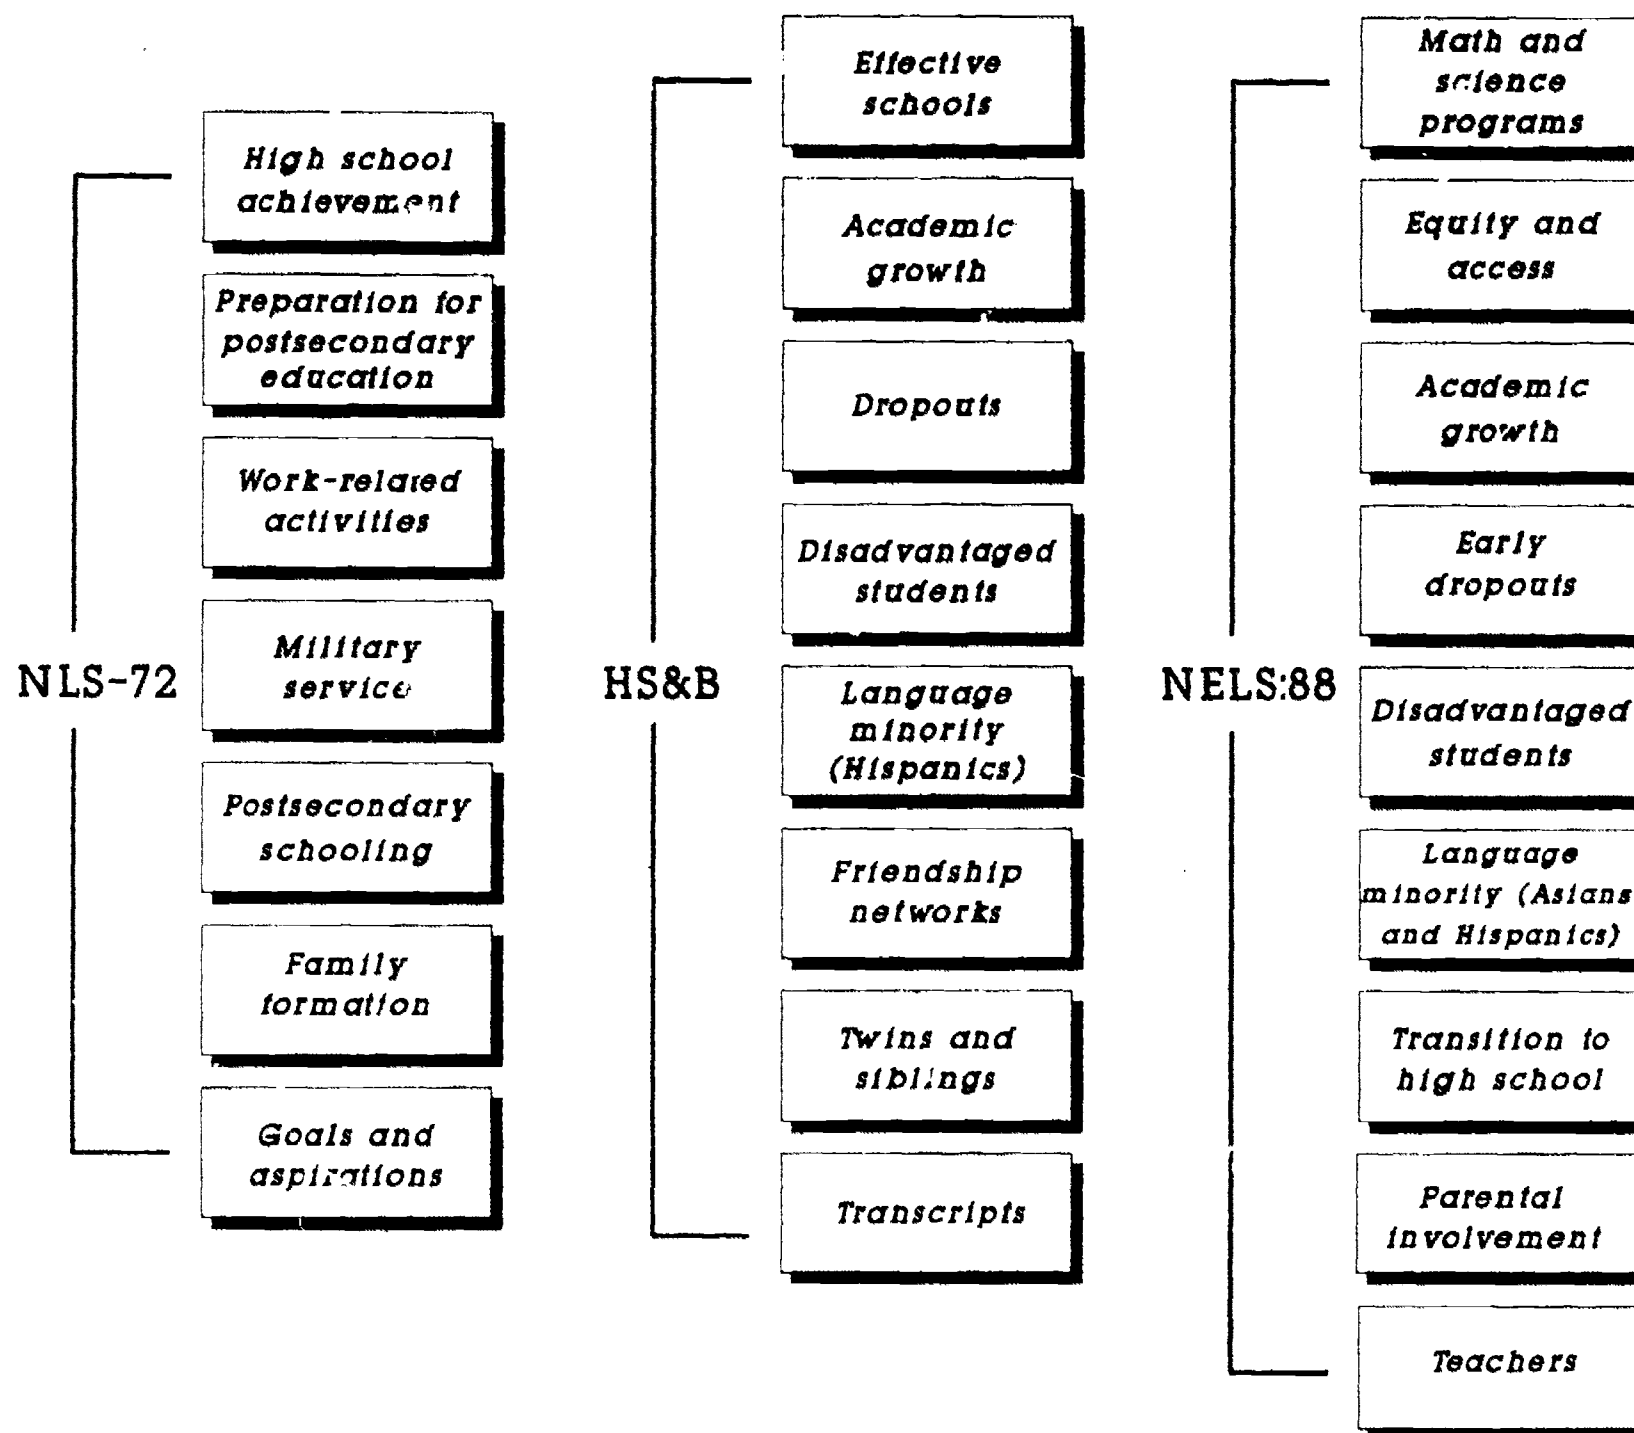 NLS-72
High school
achievement
Preparation for
postsecondary
education
Work-related
activities
Military
service
Postsecondary
schooling
Family
formation
Goals and
aspirations
HS&B
Effective
schools
Academic
growth
Dropouts
Disadvantaged
students
Language
minority
(Hispanics)
Friendship
networks
Twins and
siblings
Transcripts
NELS:88
Math and
science
programs
Equity and
access
Academic
growth
Early
dropouts
Disadvantaged
students
Language
minority (Asians
and Hispanics)
Transition to
high school
Parental
involvement
Teachers